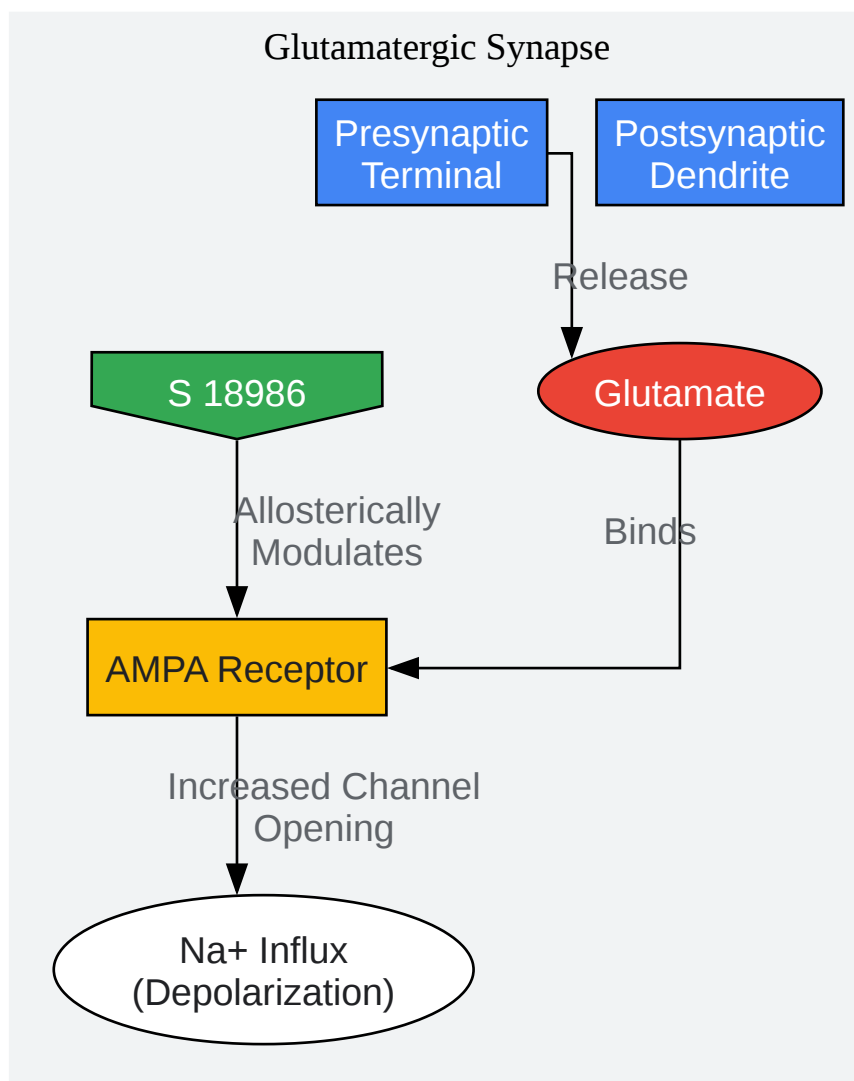 Glutamatergic Synapse
Presynaptic
Terminal
Postsynaptic
Dendrite
Release
S 18986
Glutamate
Allosterically
Modulates
Binds
AMPA Receptor
Increased Channel
Opening
Na+ Influx
(Depolarization)